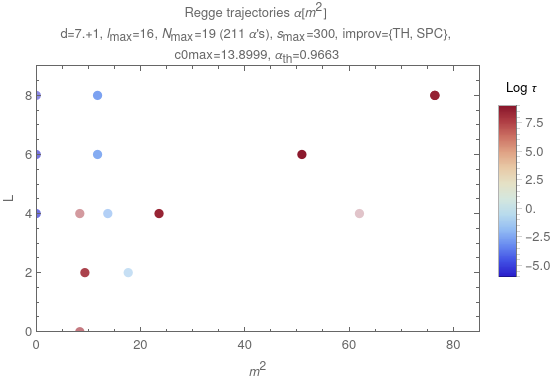 Regge trajectories α[m²]
d=7.+1, lmax=16, Nmax=19 (211 α's), smax=300, improv={TH, SPC},
c0max=13.8999, αth=0.9663
Log τ
8
6
4
2
0
L
0
20
40
60
80
m²
7.5
5.0
2.5
0.
−2.5
−5.0